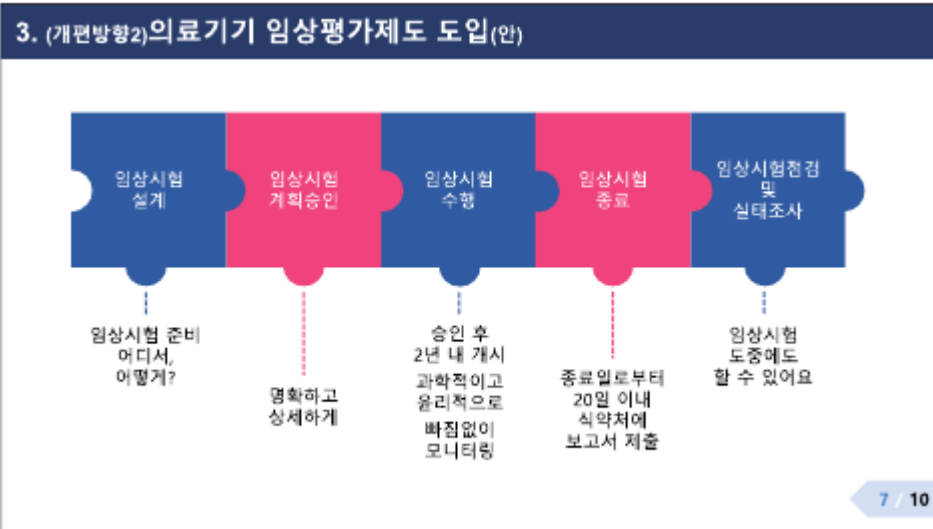 3. (개편방향2)의료기기 임상평가제도 도입(안)
임상시험
설계
임상시험
계획승인
임상시험
수행
임상시험
종료
임상시험점검
및
실태조사
임상시험 준비
어디서,
어떻게?
명확하고
상세하게
승인 후
2년 내 개시
과학적이고
윤리적으로
빠짐없이
모니터링
종료일로부터
20일 이내
식약처에
보고서 제출
임상시험
도중에도
할 수 있어요
7 / 10